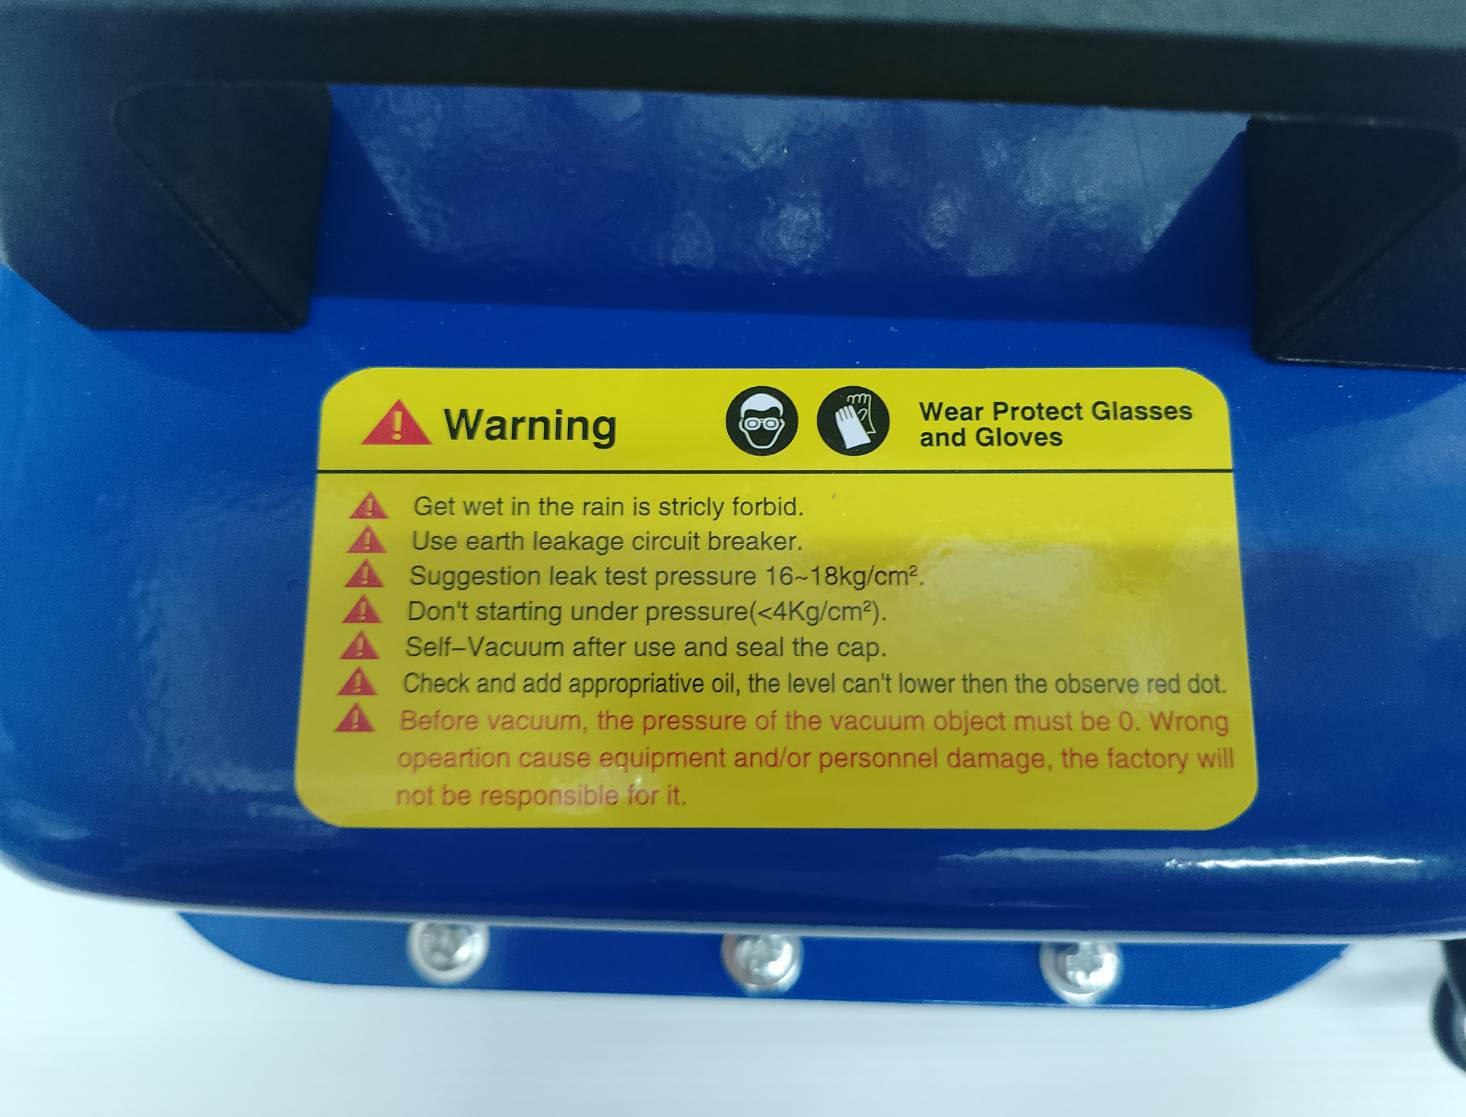 Warning
Wear Protect Glasses
and Gloves
Get wet in the rain is stricly forbid.
Use earth leakage circuit breaker.
Suggestion leak test pressure 16~18kg/cm².
Don't starting under pressure(<4Kg/cm²).
Self-Vacuum after use and seal the cap.
Check and add appropriative oil, the level can't lower then the observe red dot.
Before vacuum, the pressure of the vacuum object must be 0. Wrong
opeartion cause equipment and/or personnel damage, the factory will
not be responsible for it.